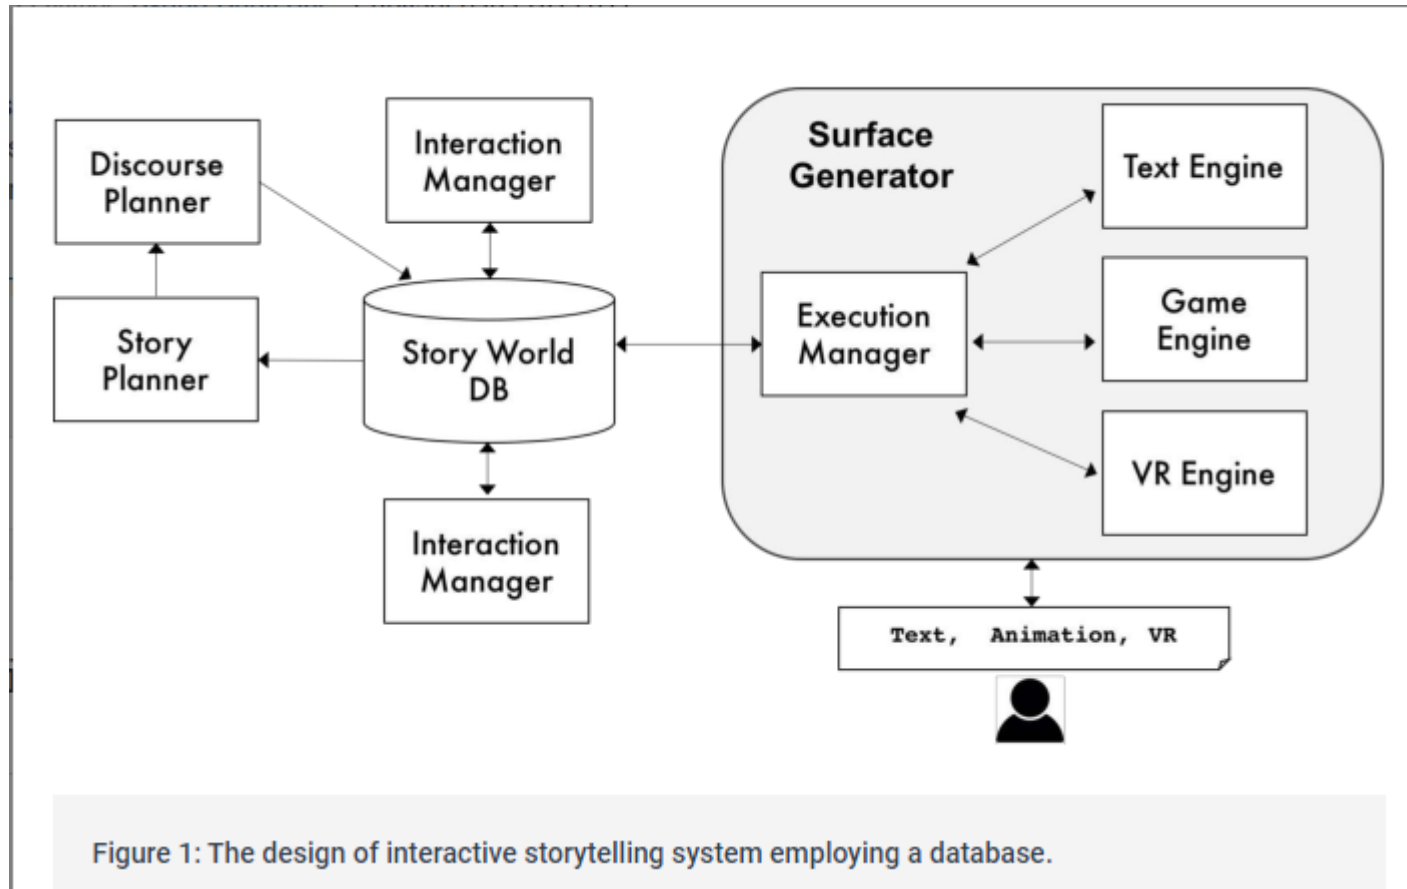 Discourse
Planner
Interaction
Manager
Surface
Generator
Text Engine
Story
Planner
Story World
DB
Execution
Manager
Game
Engine
VR Engine
Interaction
Manager
Text, Animation, VR
Figure 1: The design of interactive storytelling system employing a database.